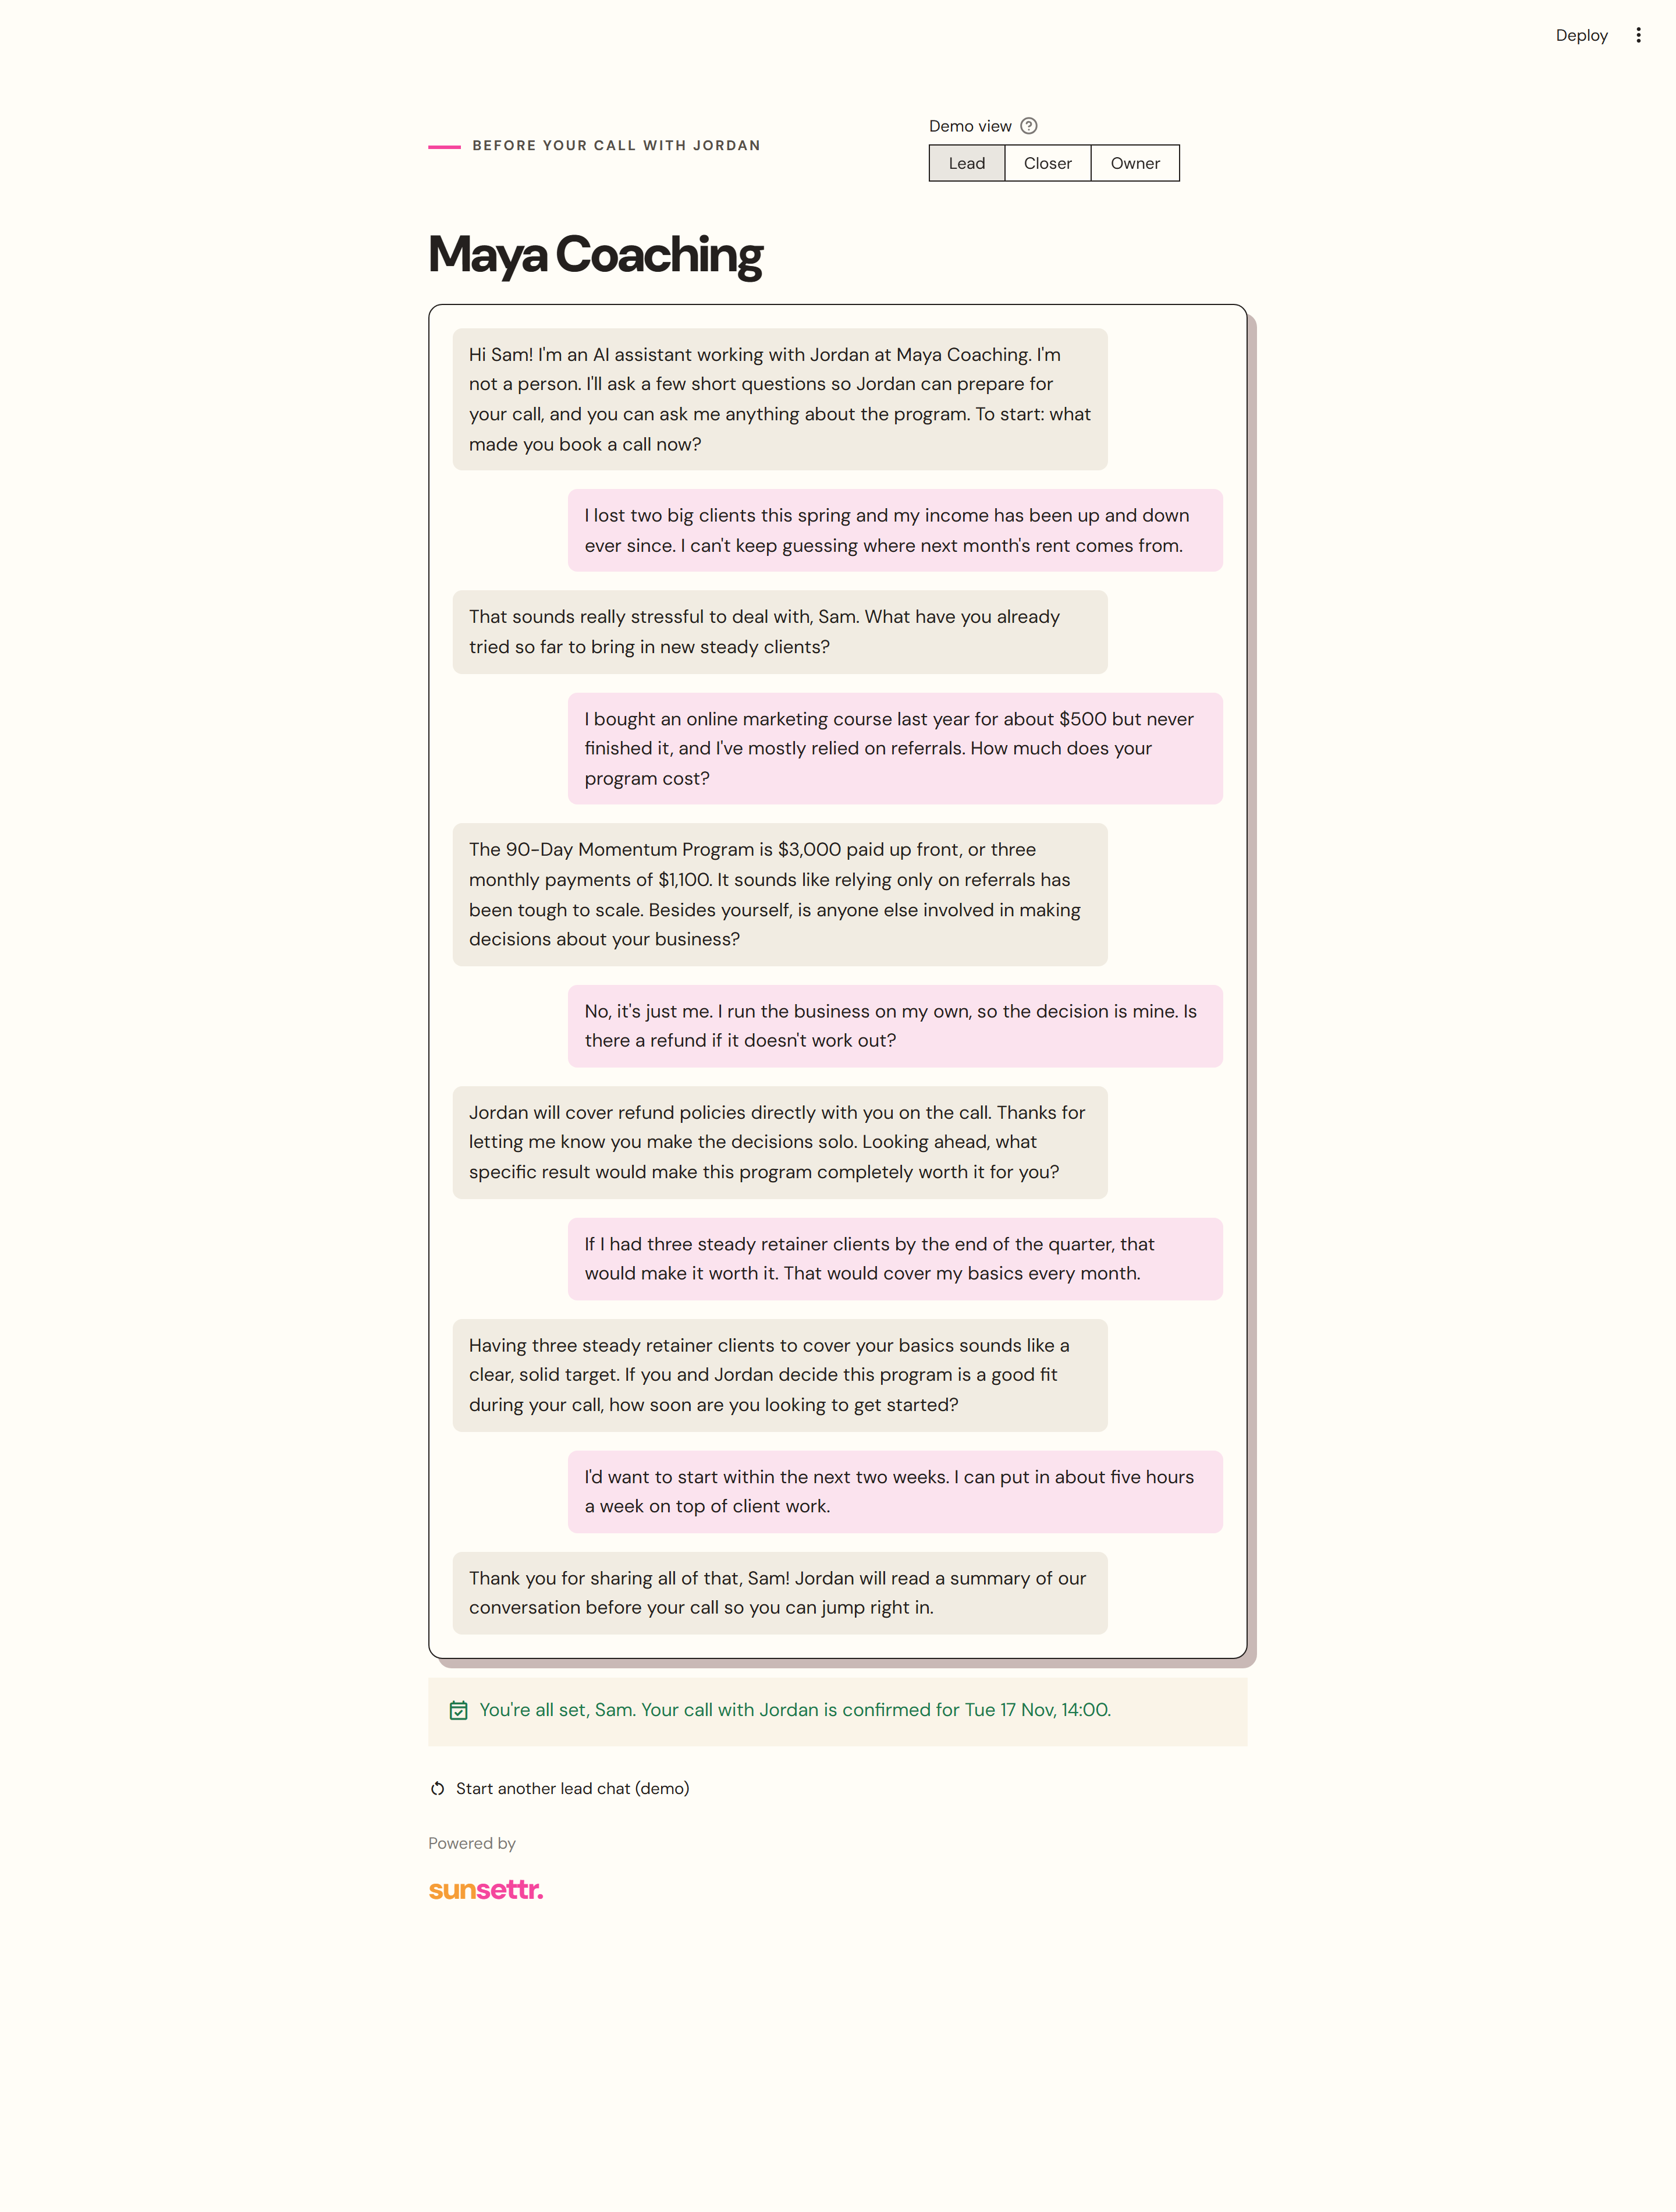 Deploy
BEFORE YOUR CALL WITH JORDAN
Demo view
Lead
Closer
Owner
Maya Coaching
Hi Sam! I'm an AI assistant working with Jordan at Maya Coaching. I'm
not a person. I'll ask a few short questions so Jordan can prepare for
your call, and you can ask me anything about the program. To start: what
made you book a call now?
I lost two big clients this spring and my income has been up and down
ever since. I can't keep guessing where next month's rent comes from.
That sounds really stressful to deal with, Sam. What have you already
tried so far to bring in new steady clients?
I bought an online marketing course last year for about $500 but never
finished it, and I've mostly relied on referrals. How much does your
program cost?
The 90-Day Momentum Program is $3,000 paid up front, or three
monthly payments of $1,100. It sounds like relying only on referrals has
been tough to scale. Besides yourself, is anyone else involved in making
decisions about your business?
No, it's just me. I run the business on my own, so the decision is mine. Is
there a refund if it doesn't work out?
Jordan will cover refund policies directly with you on the call. Thanks for
letting me know you make the decisions solo. Looking ahead, what
specific result would make this program completely worth it for you?
If I had three steady retainer clients by the end of the quarter, that
would make it worth it. That would cover my basics every month.
Having three steady retainer clients to cover your basics sounds like a
clear, solid target. If you and Jordan decide this program is a good fit
during your call, how soon are you looking to get started?
I'd want to start within the next two weeks. I can put in about five hours
a week on top of client work.
Thank you for sharing all of that, Sam! Jordan will read a summary of our
conversation before your call so you can jump right in.
You're all set, Sam. Your call with Jordan is confirmed for Tue 17 Nov, 14:00.
Start another lead chat (demo)
Powered by
sunsettr.